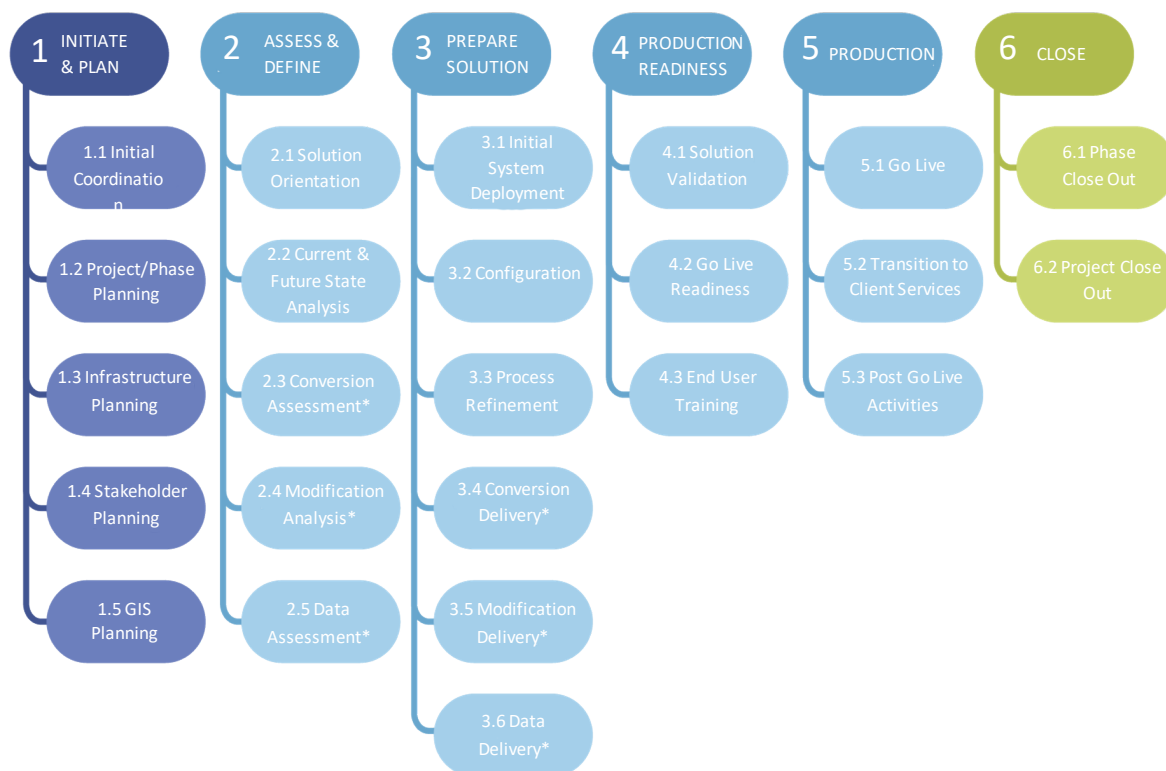 1 INITIATE
& PLAN
1.1 Initial
Coordinatio
n
1.2 Project/Phase
Planning
1.3 Infrastructure
Planning
1.4 Stakeholder
Planning
1.5 GIS
Planning
2 ASSESS &
DEFINE
2.1 Solution
Orientation
2.2 Current &
Future State
Analysis
2.3 Conversion
Assessment*
2.4 Modification
Analysis*
2.5 Data
Assessment*
3 PREPARE
SOLUTION
3.1 Initial
System
Deployment
3.2 Configuration
3.3 Process
Refinement
3.4 Conversion
Delivery*
3.5 Modification
Delivery*
3.6 Data
Delivery*
4 PRODUCTION
READINESS
4.1 Solution
Validation
4.2 Go Live
Readiness
4.3 End User
Training
5 PRODUCTION
5.1 Go Live
5.2 Transition to
Client Services
5.3 Post Go Live
Activities
6 CLOSE
6.1 Phase
Close Out
6.2 Project Close
Out